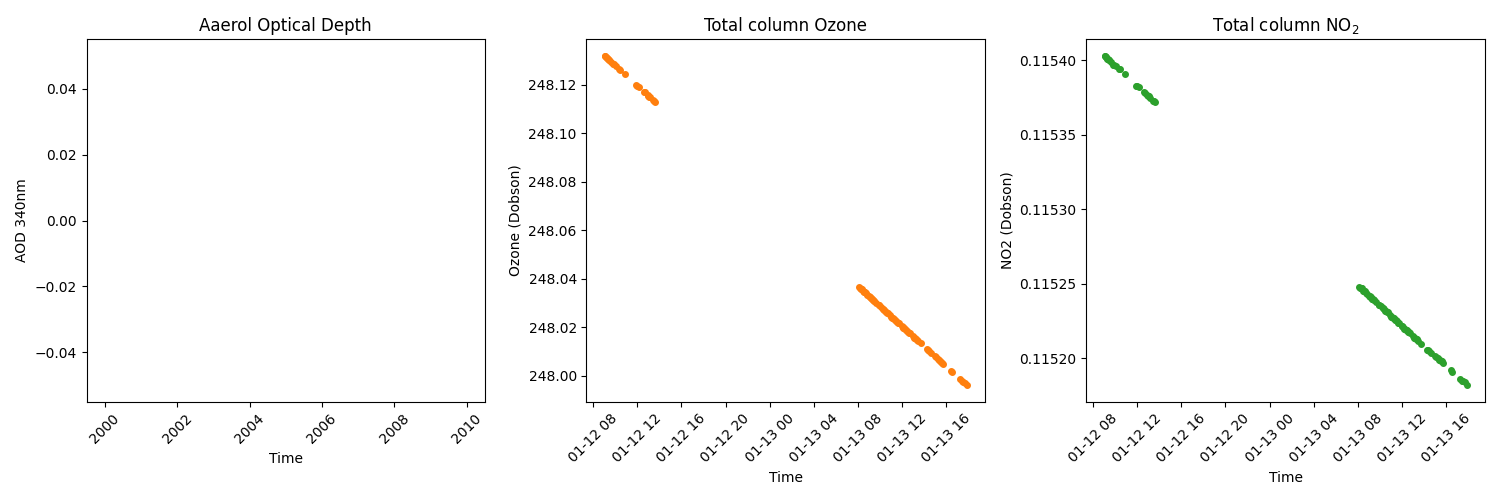 Aaerol Optical Depth
AOD 340nm
0.04
0.02
0.00
−0.02
−0.04
2000 2002 2004 2006 2008 2010
Time
Total column Ozone
Ozone (Dobson)
248.12
248.10
248.08
248.06
248.04
248.02
248.00
01-12 08 01-12 12 01-12 16 01-12 20 01-13 00 01-13 04 01-13 08 01-13 12 01-13 16
Time
Total column NO₂
NO2 (Dobson)
0.11540
0.11535
0.11530
0.11525
0.11520
01-12 08 01-12 12 01-12 16 01-12 20 01-13 00 01-13 04 01-13 08 01-13 12 01-13 16
Time